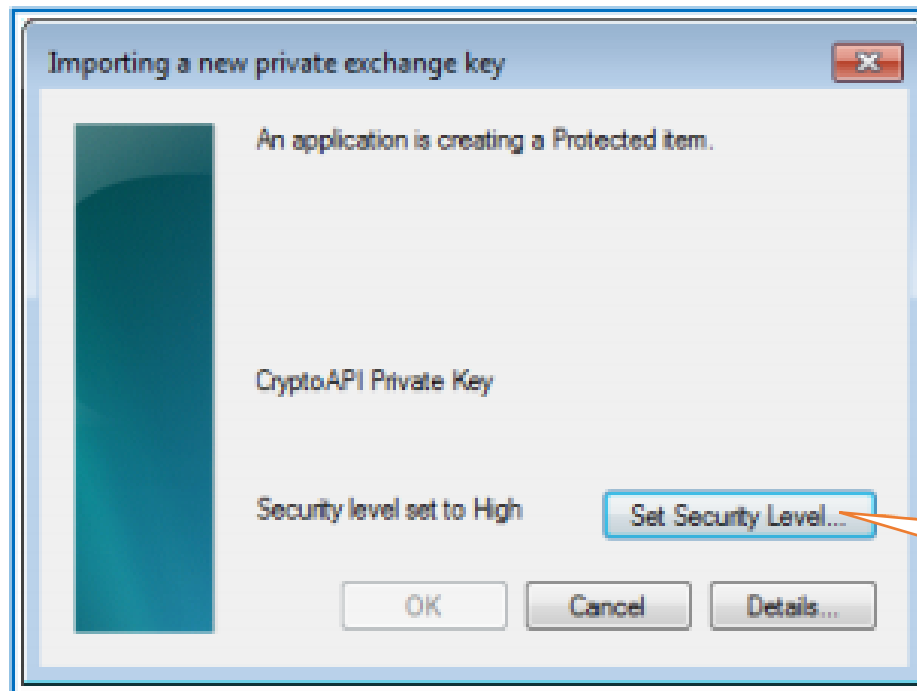 Importing a new private exchange key
An application is creating a Protected item.
CryptoAPI Private Key
Security level set to High
Set Security Level...
OK
Cancel
Details...